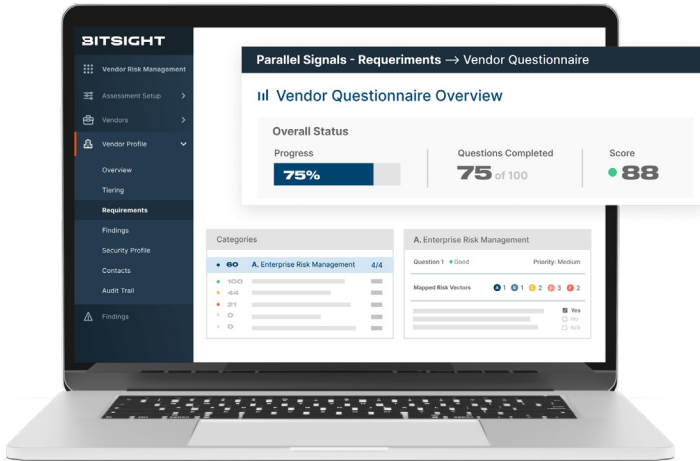 BITSIGHT
Vendor Risk Management
Assessment Setup
Vendors
Vendor Profile
Overview
Tiering
Requirements
Findings
Security Profile
Contacts
Audit Trail
Findings
Parallel Signals - Requeriments → Vendor Questionnaire
Vendor Questionnaire Overview
Overall Status
Progress
75%
Questions Completed
75 of 100
Score
88
Categories
60 A. Enterprise Risk Management 4/4
100
44
21
0
0
A. Enterprise Risk Management
Question 1 Good Priority: Medium
Mapped Risk Vectors A 1 B 1 C 2 D 3 F 2
Yes
No
N/A